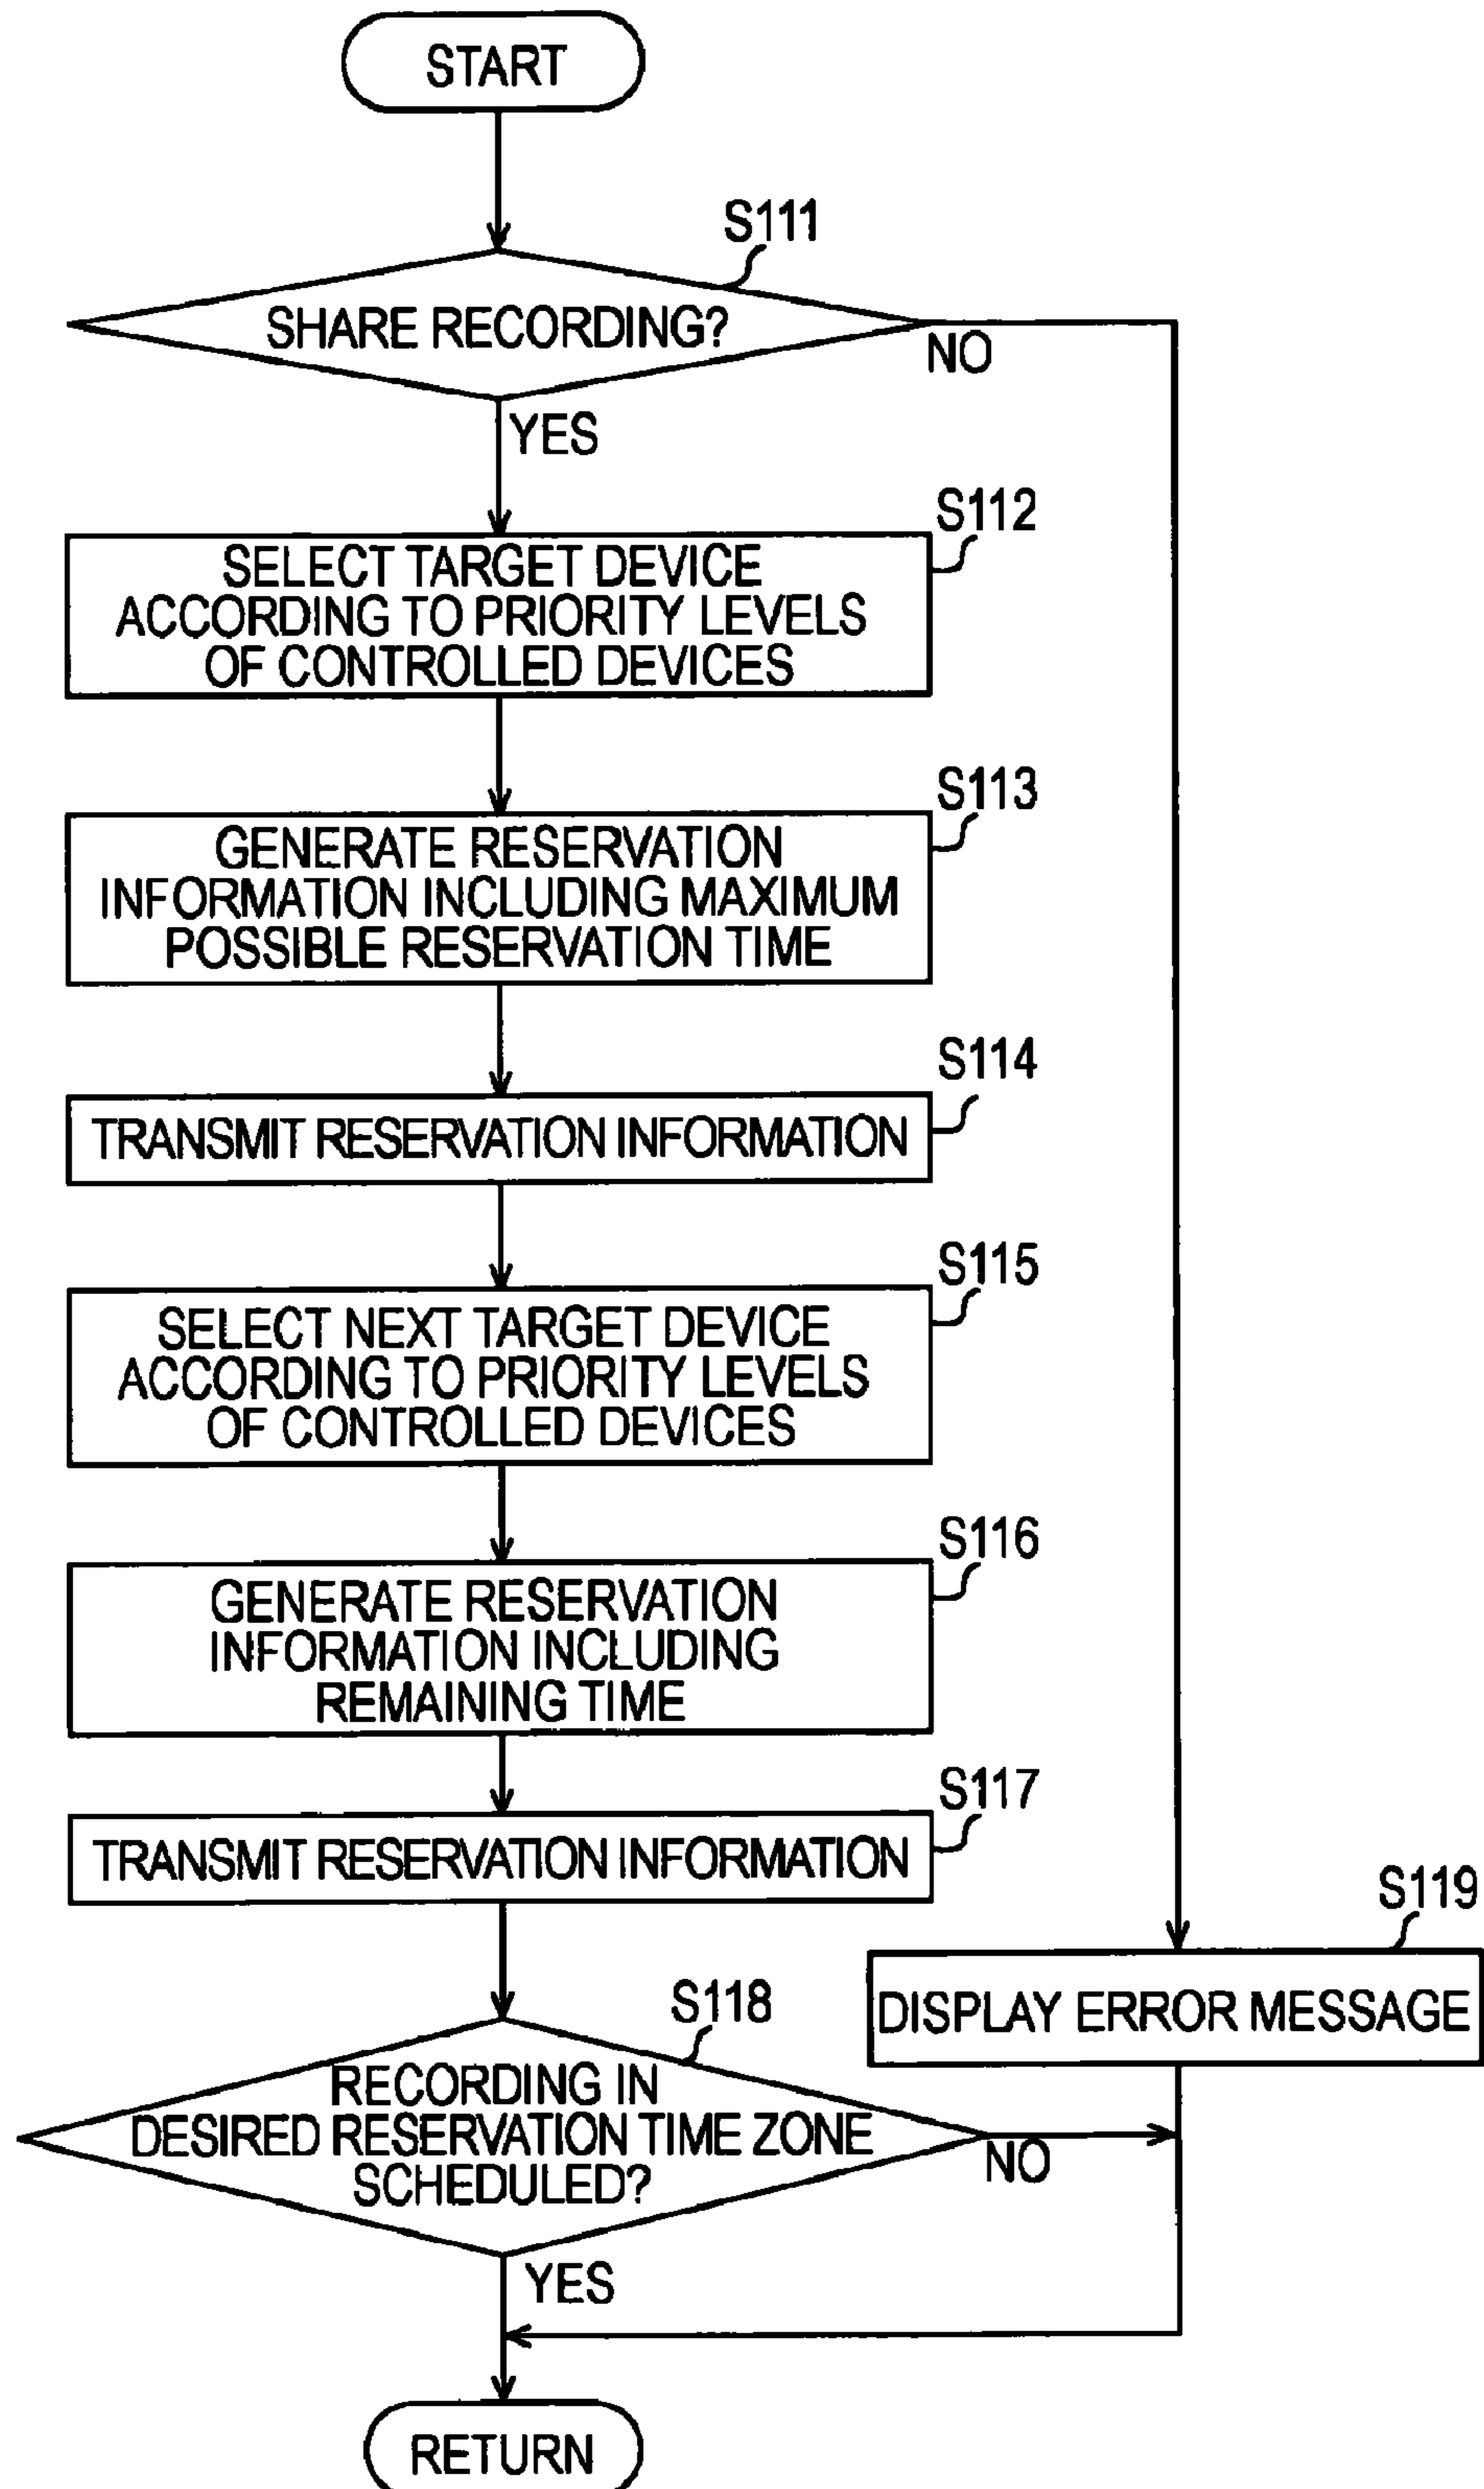 START
S111
SHARE RECORDING?
NO
YES
S112
SELECT TARGET DEVICE
ACCORDING TO PRIORITY LEVELS
OF CONTROLLED DEVICES
S113
GENERATE RESERVATION
INFORMATION INCLUDING MAXIMUM
POSSIBLE RESERVATION TIME
S114
TRANSMIT RESERVATION INFORMATION
S115
SELECT NEXT TARGET DEVICE
ACCORDING TO PRIORITY LEVELS
OF CONTROLLED DEVICES
S116
GENERATE RESERVATION
INFORMATION INCLUDING
REMAINING TIME
S117
TRANSMIT RESERVATION INFORMATION
S119
DISPLAY ERROR MESSAGE
S118
RECORDING IN
DESIRED RESERVATION TIME ZONE
SCHEDULED?
NO
YES
RETURN